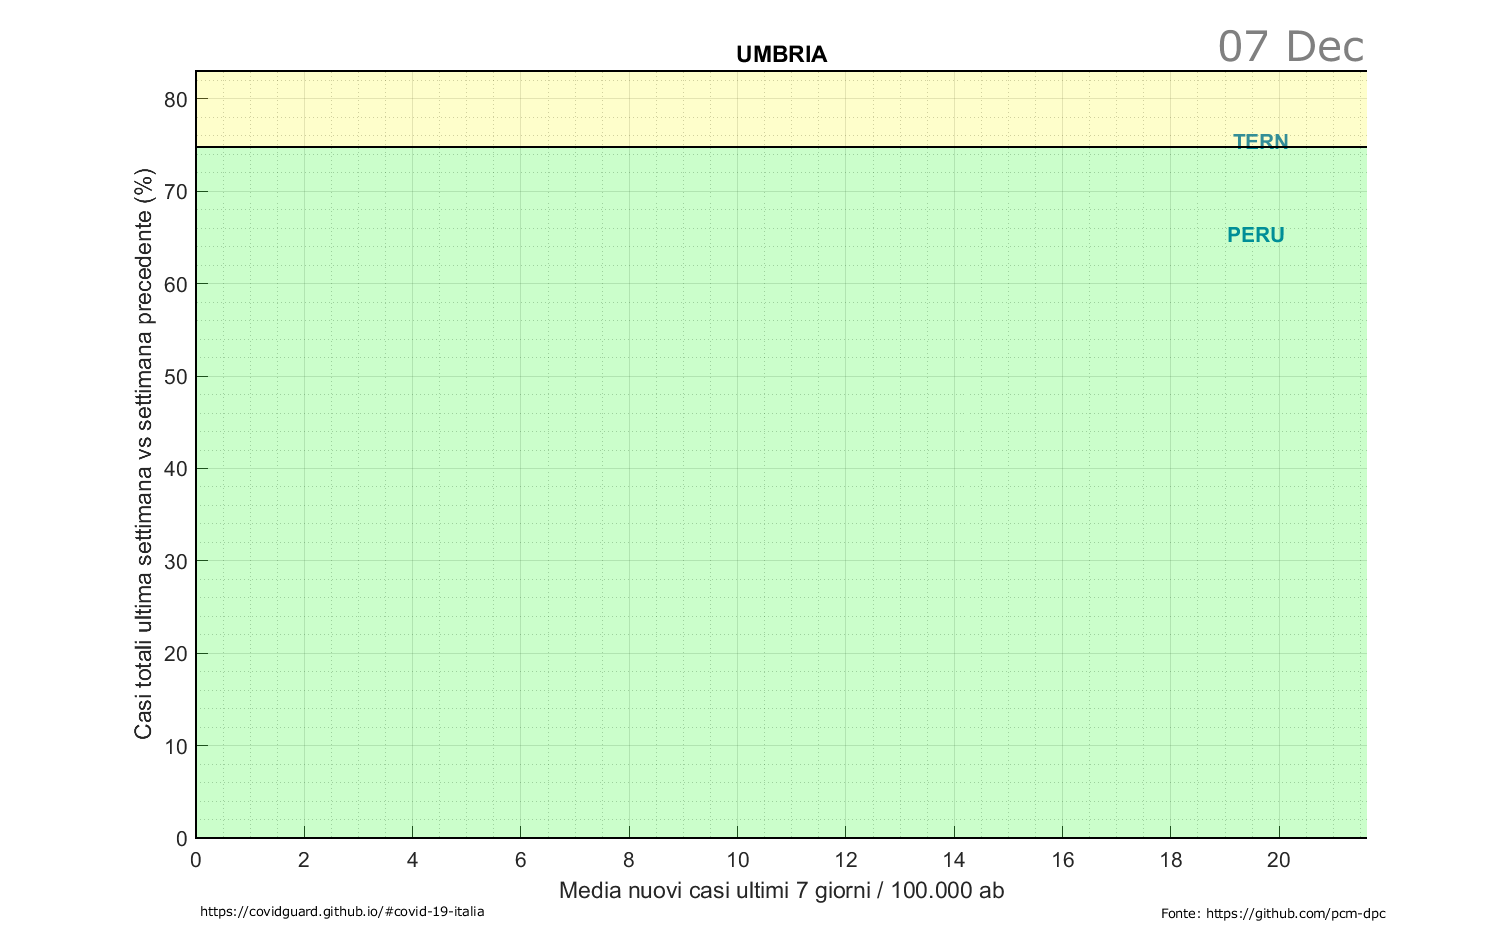 UMBRIA
07 Dec
80
TERN
70
PERU
60
50
40
30
20
10
0
Casi totali ultima settimana vs settimana precedente (%)
0 2 4 6 8 10 12 14 16 18 20
Media nuovi casi ultimi 7 giorni / 100.000 ab
https://covidguard.github.io/#covid-19-italia
Fonte: https://github.com/pcm-dpc